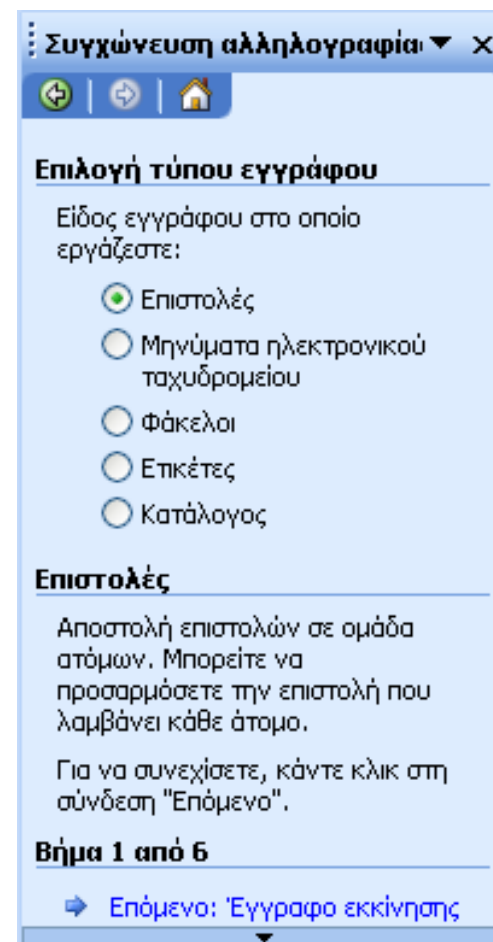 Συγχώνευση αλληλογραφία
Επιλογή τύπου εγγράφου
Είδος εγγράφου στο οποίο
εργάζεστε:
Επιστολές
Μηνύματα ηλεκτρονικού
ταχυδρομείου
Φάκελοι
Ετικέτες
Κατάλογος
Επιστολές
Αποστολή επιστολών σε ομάδα
ατόμων. Μπορείτε να
προσαρμόσετε την επιστολή που
λαμβάνει κάθε άτομο.
Για να συνεχίσετε, κάντε κλικ στη
σύνδεση "Επόμενο".
Βήμα 1 από 6
Επόμενο: Έγγραφο εκκίνησης